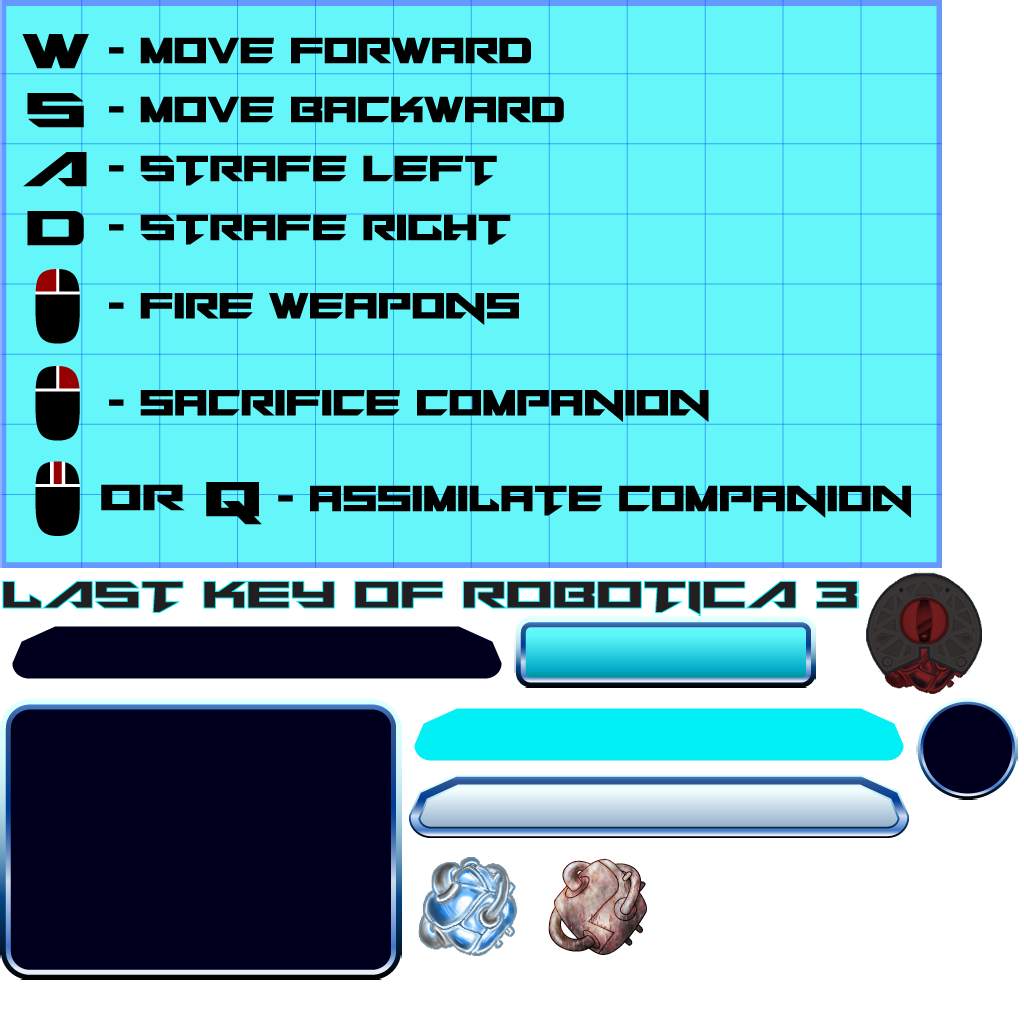 W - MOVE FORWARD
S - MOVE BACKWARD
A - STRAFE LEFT
D - STRAFE RIGHT
- FIRE WEAPONS
- SACRIFICE COMPANION
OR Q - ASSIMILATE COMPANION
LAST KEY OF ROBOTICA 3